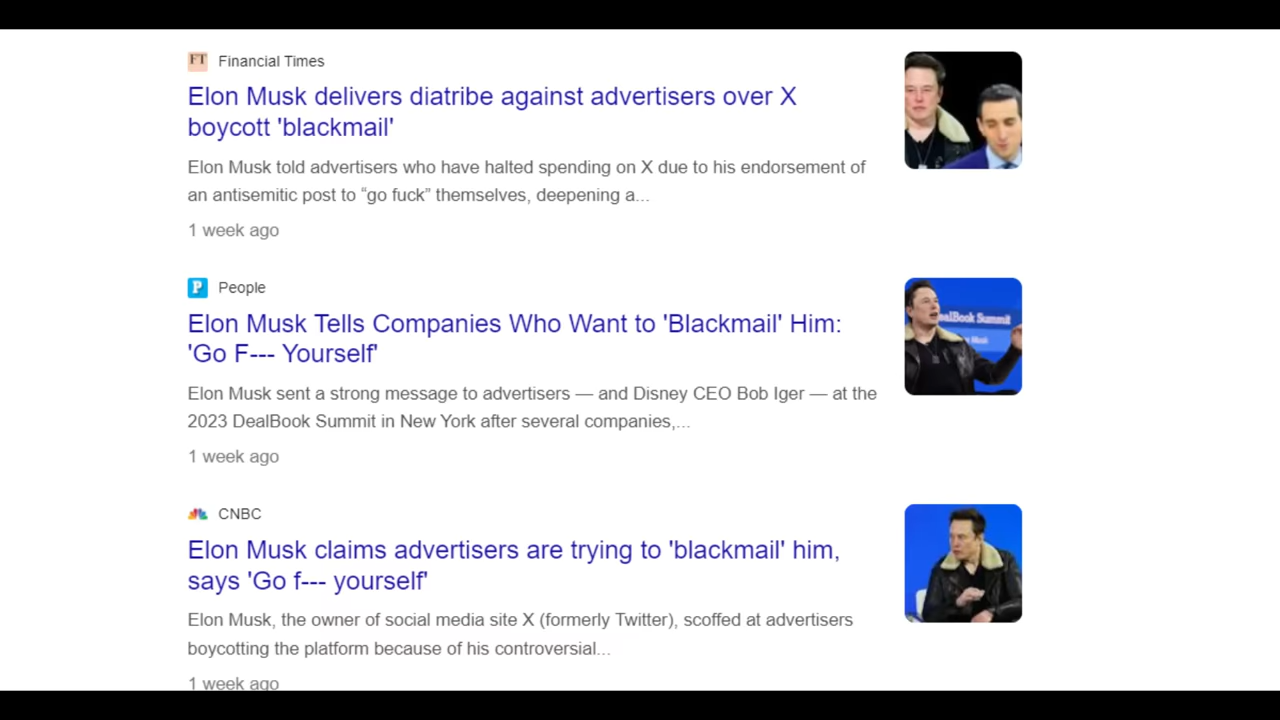 FT Financial Times
Elon Musk delivers diatribe against advertisers over X
boycott 'blackmail'
Elon Musk told advertisers who have halted spending on X due to his endorsement of
an antisemitic post to “go fuck” themselves, deepening a...
1 week ago
P People
Elon Musk Tells Companies Who Want to 'Blackmail' Him:
'Go F--- Yourself'
Elon Musk sent a strong message to advertisers — and Disney CEO Bob Iger — at the
2023 DealBook Summit in New York after several companies,...
1 week ago
ealBook Summit
CNBC
Elon Musk claims advertisers are trying to 'blackmail' him,
says 'Go f--- yourself'
Elon Musk, the owner of social media site X (formerly Twitter), scoffed at advertisers
boycotting the platform because of his controversial...
1 week ago